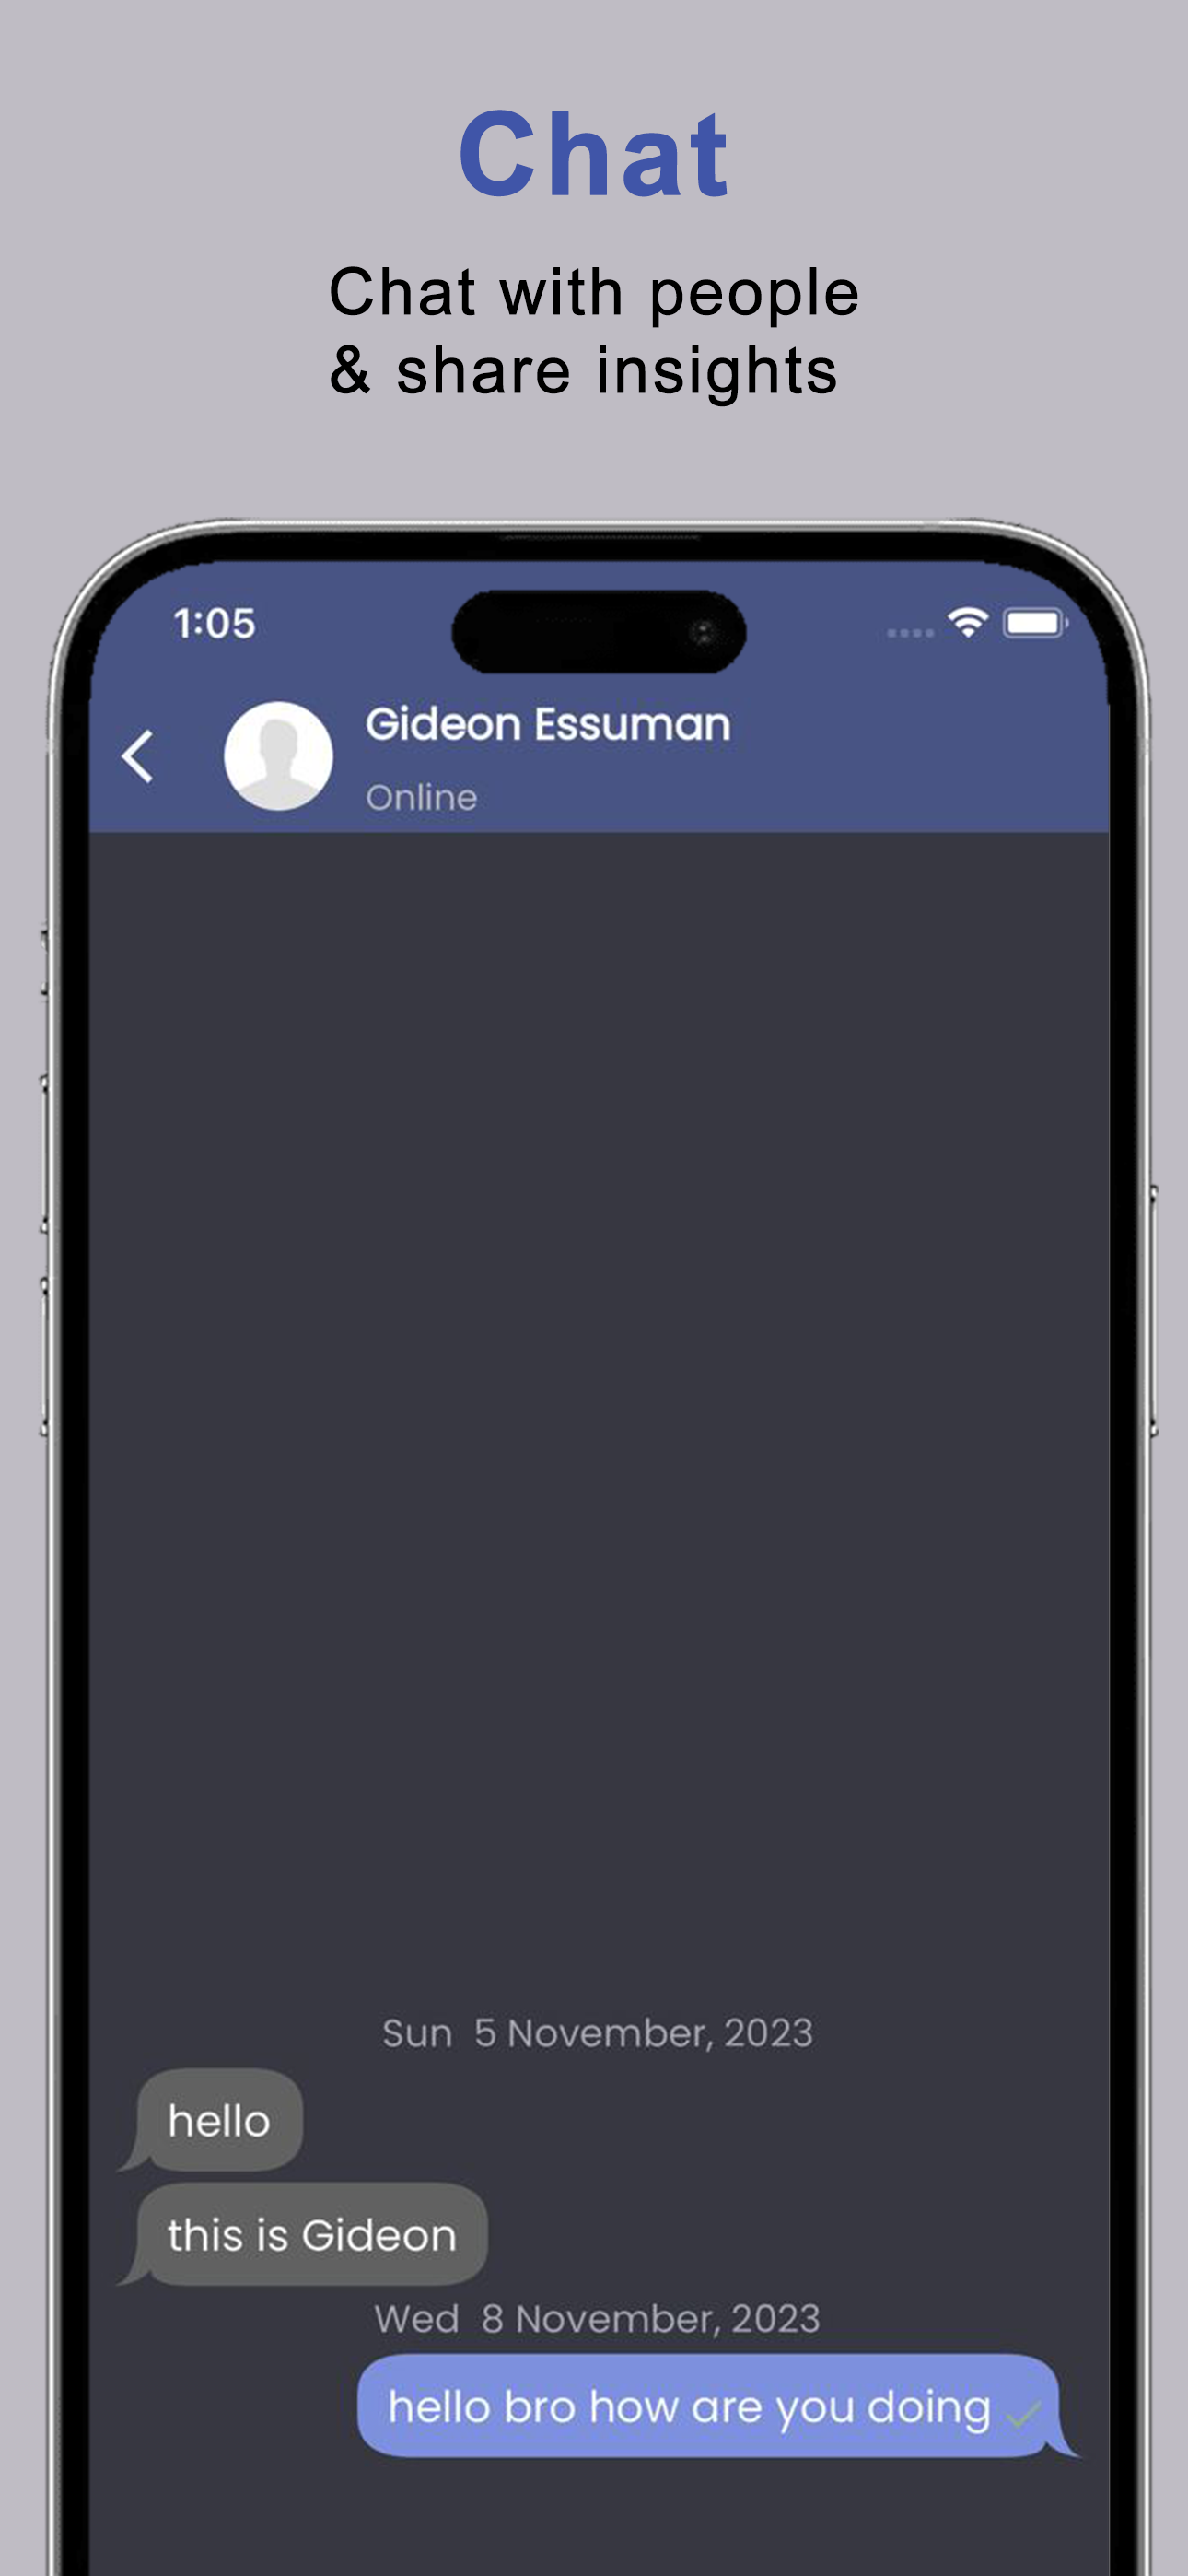 Chat
Chat with people
& share insights
1:05
Gideon Essuman
Online
Sun 5 November, 2023
hello
this is Gideon
Wed 8 November, 2023
hello bro how are you doing